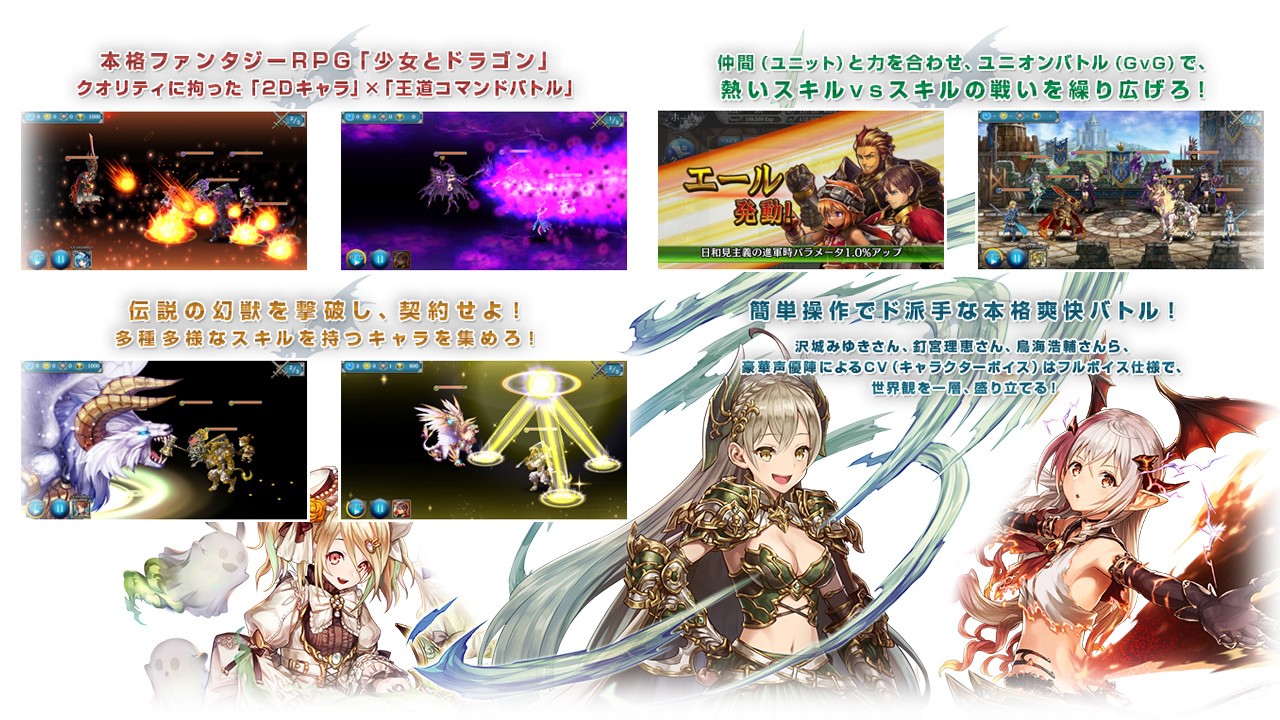 本格ファンタジーRPG「少女とドラゴン」
クオリティに拘った「2Dキャラ」×「王道コマンドバトル」
仲間(ユニット)と力を合わせ、ユニオンバトル(GvG)で、
熱いスキルvsスキルの戦いを繰り広げろ!
エール
発動!
日和見主義の進軍時パラメータ1.0%アップ
伝説の幻獣を撃破し、契約せよ!
多種多様なスキルを持つキャラを集めろ!
簡単操作でド派手な本格爽快バトル!
沢城みゆきさん、釘宮理恵さん、鳥海浩輔さんら、
豪華声優陣によるCV(キャラクターボイス)はフルボイス仕様で、
世界観を一層、盛り立てる!